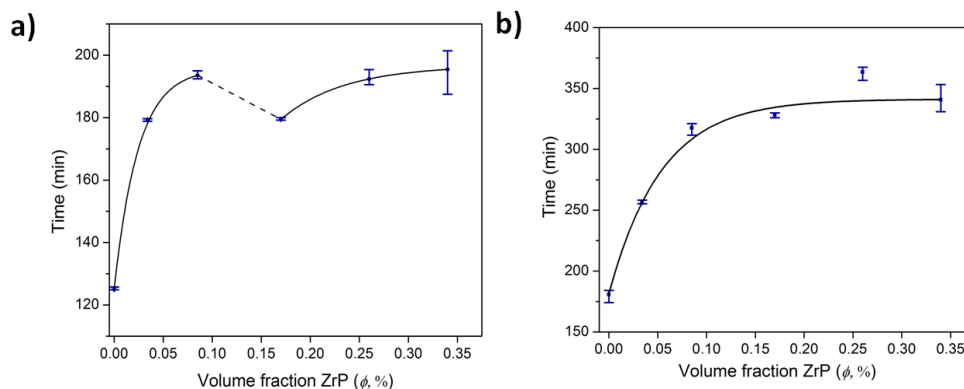 a)
200
180
160
140
120
Time (min)
0.00 0.05 0.10 0.15 0.20 0.25 0.30 0.35
Volume fraction ZrP (ϕ, %)
b)
400
350
300
250
200
150
Time (min)
0.00 0.05 0.10 0.15 0.20 0.25 0.30 0.35
Volume fraction ZrP (ϕ, %)